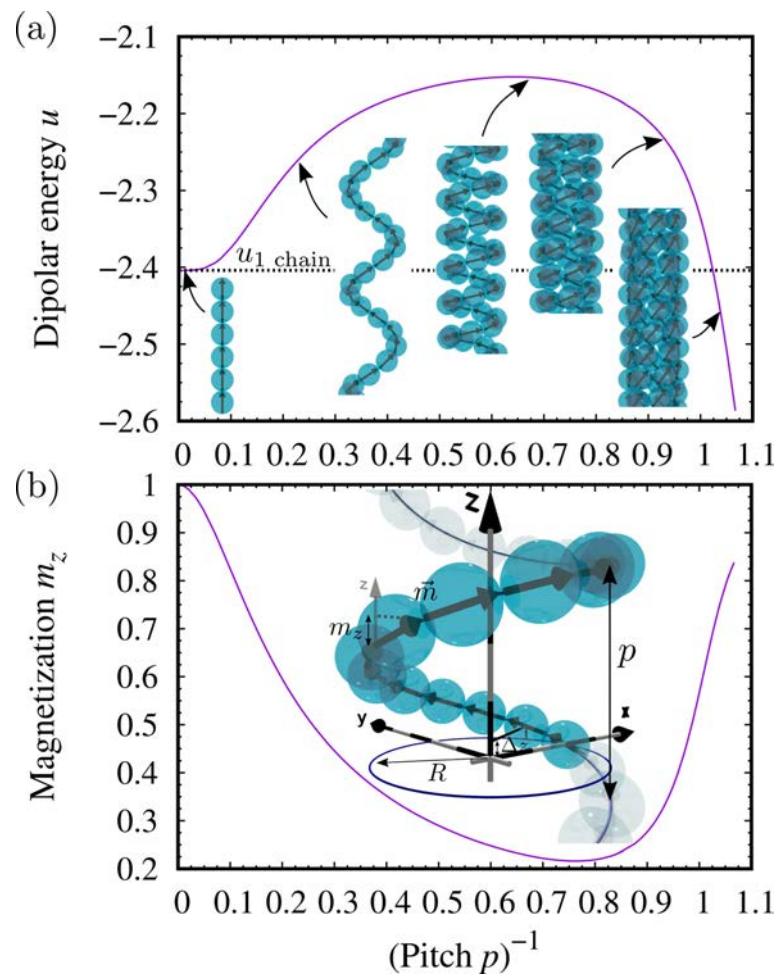 (a)
−2.1
−2.2
−2.3
−2.4
−2.5
−2.6
Dipolar energy u
u1 chain
0 0.1 0.2 0.3 0.4 0.5 0.6 0.7 0.8 0.9 1 1.1
(b)
1
0.9
0.8
0.7
0.6
0.5
0.4
0.3
0.2
Magnetization m_z
z
z
m⃗
m_z
p
y
x
Δ_z
R
0 0.1 0.2 0.3 0.4 0.5 0.6 0.7 0.8 0.9 1 1.1
(Pitch p)⁻¹